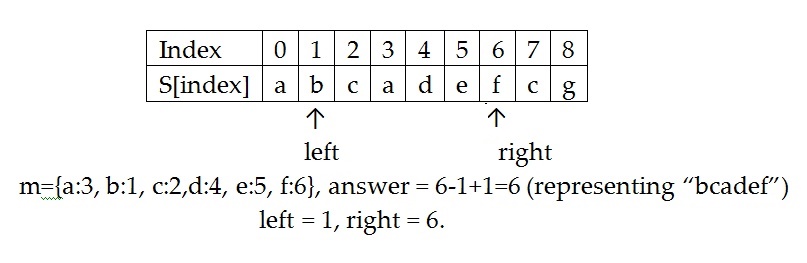 Index 0 1 2 3 4 5 6 7 8
S[index] a b c a d e f c g
↑ ↑
left right
m={a:3, b:1, c:2,d:4, e:5, f:6}, answer = 6-1+1=6 (representing “bcadef”)
left = 1, right = 6.